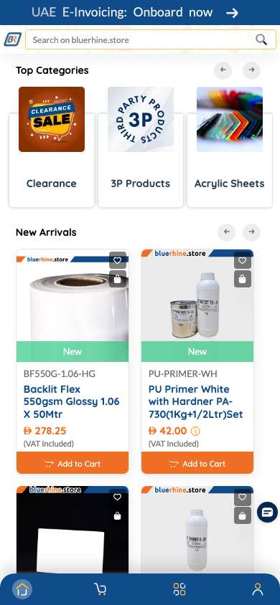 UAE E-Invoicing: Onboard now →
Search on bluerhine.store
Top Categories
CLEARANCE
SALE
THIRD PARTY PRODUCTS
3P
Clearance
3P Products
Acrylic Sheets
New Arrivals
bluerhine.store
bluerhine.store
New
New
BF550G-1.06-HG
Backlit Flex
550gsm Glossy 1.06
X 50Mtr
278.25
(VAT Included)
Add to Cart
PU-PRIMER-WH
PU Primer White
with Hardner PA-
730(1Kg+1/2Ltr)Set
42.00
(VAT Included)
Add to Cart
bluerhine.store
bluerhine.store